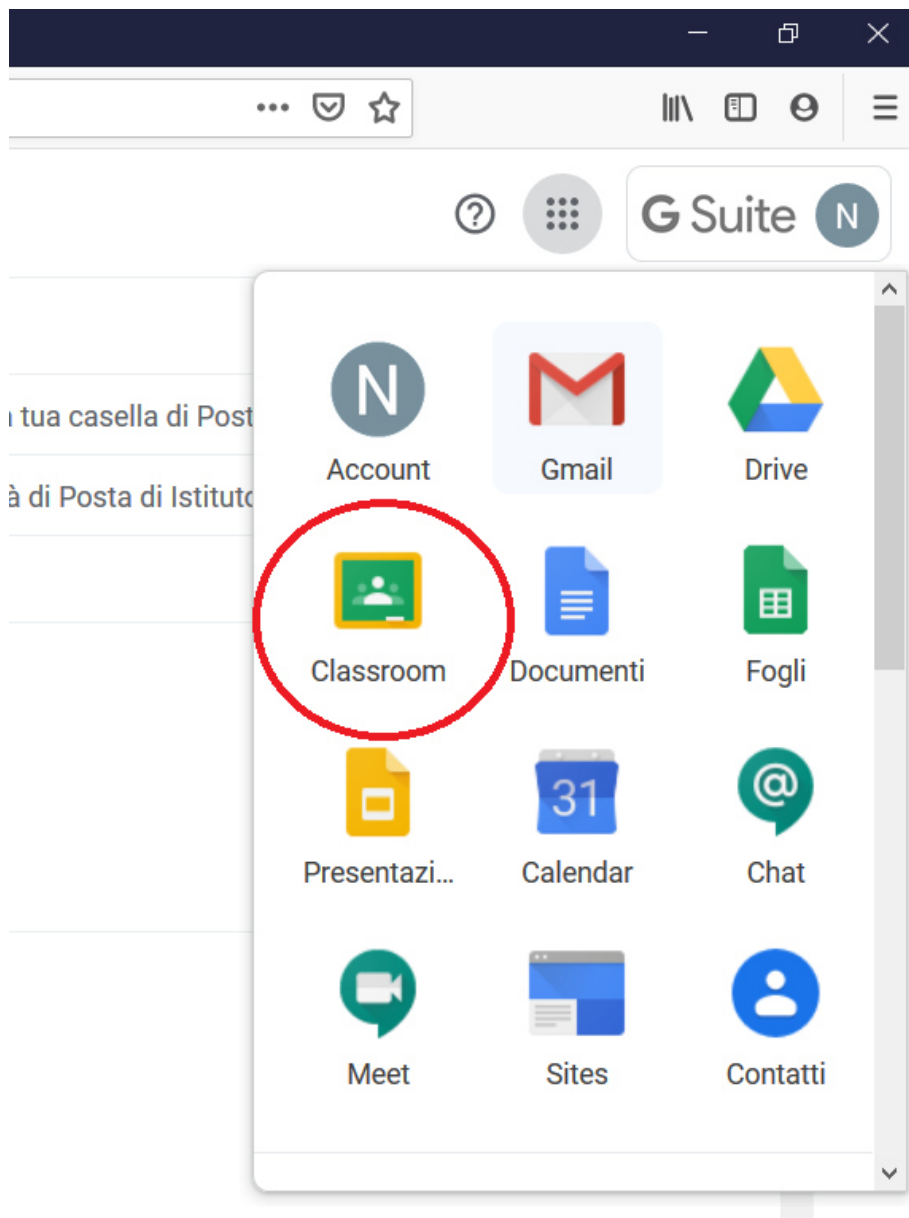 G Suite N
N
Account Gmail Drive
tua casella di Post
à di Posta di Istituto
Classroom Documenti Fogli
31
Presentazi... Calendar Chat
Meet Sites Contatti